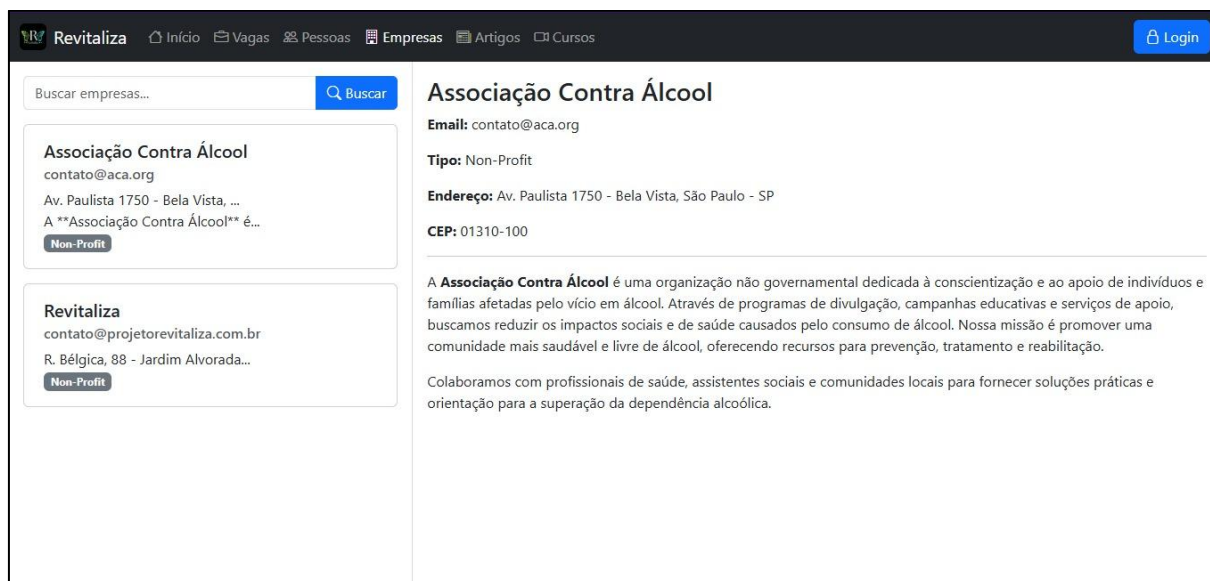 Revitaliza Início Vagas Pessoas Empresas Artigos Cursos Login
Buscar empresas... Buscar
Associação Contra Álcool
contato@aca.org
Av. Paulista 1750 - Bela Vista, ...
A **Associação Contra Álcool** é...
Non-Profit
Revitaliza
contato@projetorevitaliza.com.br
R. Bélgica, 88 - Jardim Alvorada...
Non-Profit
Associação Contra Álcool
Email: contato@aca.org
Tipo: Non-Profit
Endereço: Av. Paulista 1750 - Bela Vista, São Paulo - SP
CEP: 01310-100
A Associação Contra Álcool é uma organização não governamental dedicada à conscientização e ao apoio de indivíduos e
famílias afetadas pelo vício em álcool. Através de programas de divulgação, campanhas educativas e serviços de apoio,
buscamos reduzir os impactos sociais e de saúde causados pelo consumo de álcool. Nossa missão é promover uma
comunidade mais saudável e livre de álcool, oferecendo recursos para prevenção, tratamento e reabilitação.
Colaboramos com profissionais de saúde, assistentes sociais e comunidades locais para fornecer soluções práticas e
orientação para a superação da dependência alcoólica.